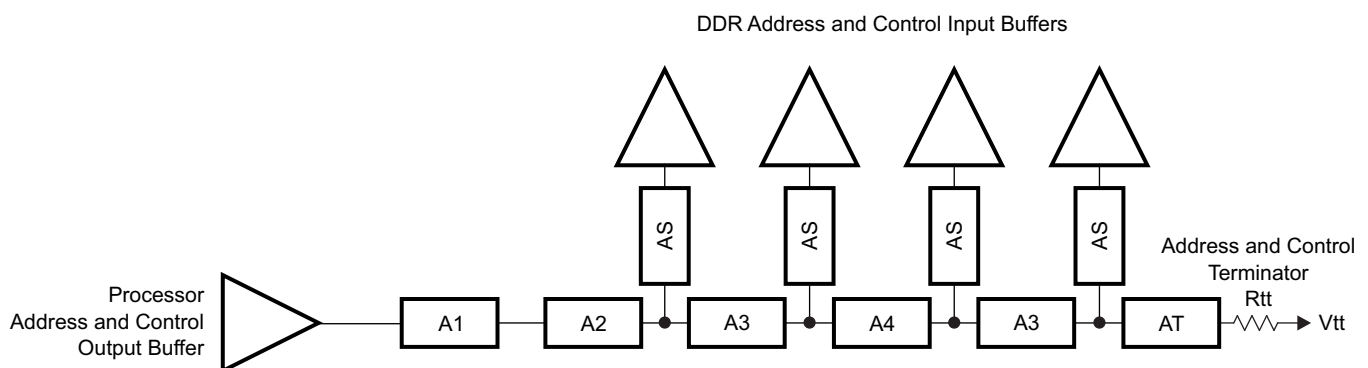 DDR Address and Control Input Buffers
AS
AS
AS
AS
Processor
Address and Control
Output Buffer
A1
A2
A3
A4
A3
AT
Address and Control
Terminator
Rtt
Vtt